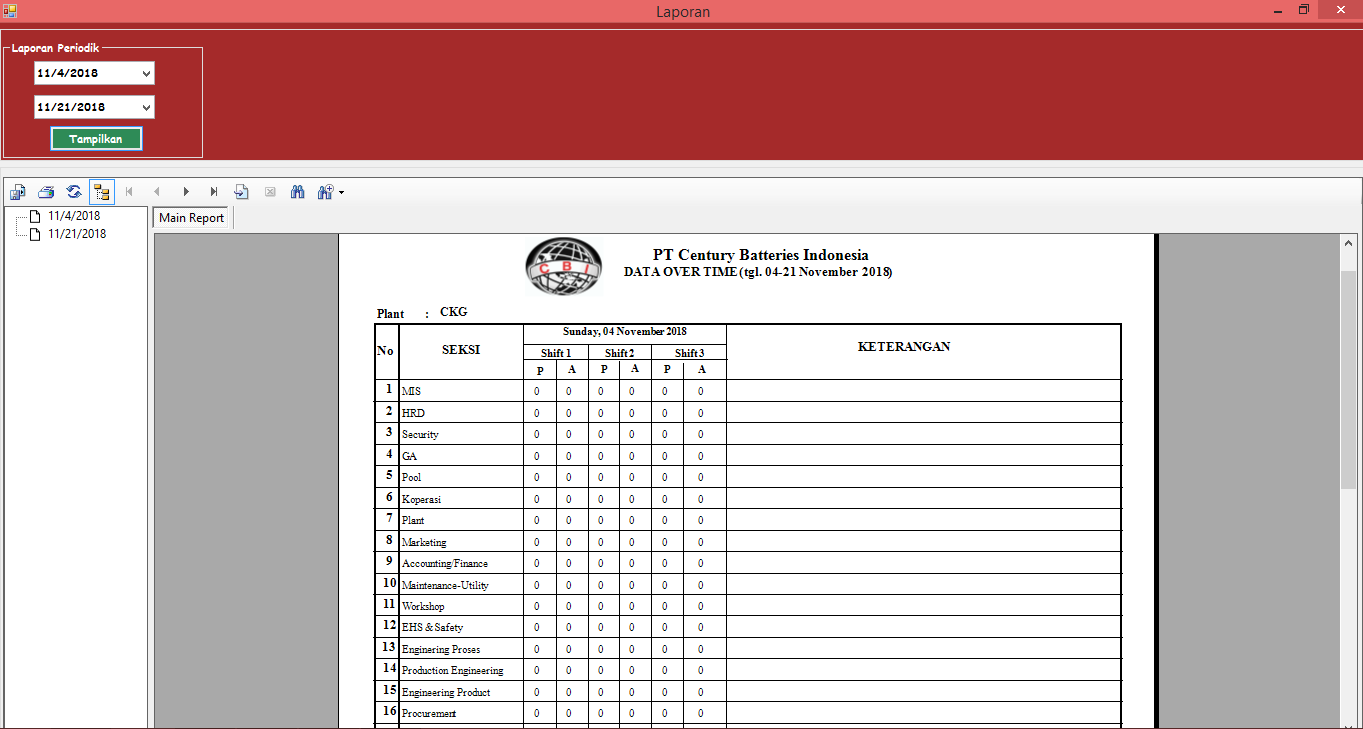 Laporan
Laporan Periodik
11/4/2018
11/21/2018
Tampilkan
11/4/2018
11/21/2018
Main Report
CBI
PT Century Batteries Indonesia
DATA OVER TIME (tgl. 04-21 November 2018)
Plant : CKG
No SEKSI Sunday, 04 November 2018 KETERANGAN
Shift 1 Shift 2 Shift 3
P A P A P A
1 MIS 0 0 0 0 0 0
2 HRD 0 0 0 0 0 0
3 Security 0 0 0 0 0 0
4 GA 0 0 0 0 0 0
5 Pool 0 0 0 0 0 0
6 Koperasi 0 0 0 0 0 0
7 Plant 0 0 0 0 0 0
8 Marketing 0 0 0 0 0 0
9 Accounting/Finance 0 0 0 0 0 0
10 Maintenance-Utility 0 0 0 0 0 0
11 Workshop 0 0 0 0 0 0
12 EHS & Safety 0 0 0 0 0 0
13 Enginering Proses 0 0 0 0 0 0
14 Production Engineering 0 0 0 0 0 0
15 Engineering Product 0 0 0 0 0 0
16 Procurement 0 0 0 0 0 0